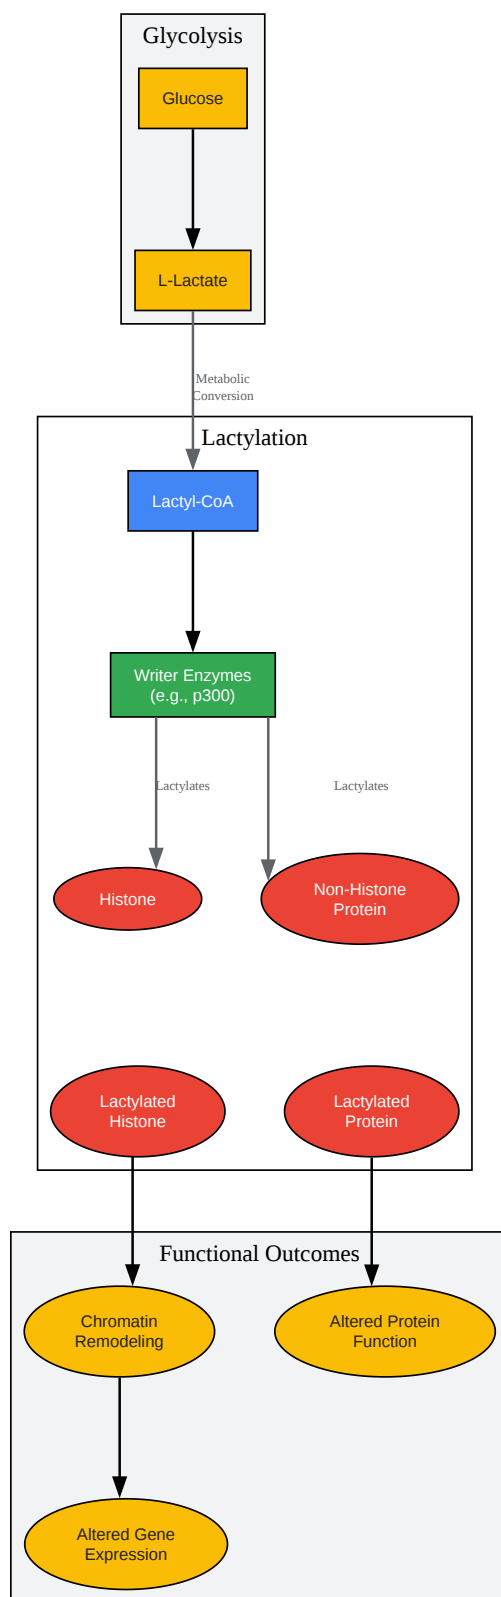 Glycolysis
Glucose
L-Lactate
Metabolic
Conversion
Lactylation
Lactyl-CoA
Writer Enzymes
(e.g., p300)
Lactylates
Lactylates
Histone
Non-Histone
Protein
Lactylated
Histone
Lactylated
Protein
Functional Outcomes
Chromatin
Remodeling
Altered Protein
Function
Altered Gene
Expression